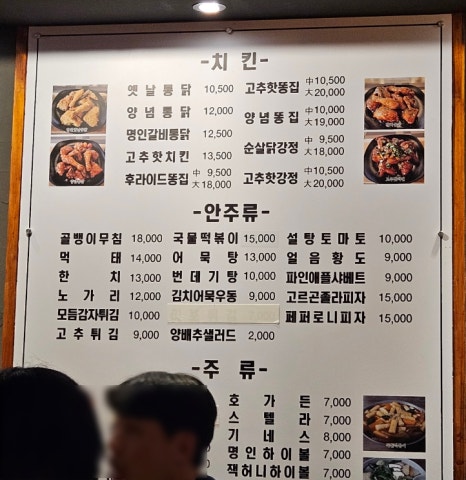 -치 킨-
옛날통닭 10,500
양념통닭 12,000
명인갈비통닭 12,500
고추핫치킨 13,500
후라이드똥집 中 9,500 大 18,000
고추핫똥집 中 10,500 大 20,000
양념똥집 中 10,000 大 19,000
순살닭강정 中 9,500 大 18,000
고추핫강정 中 10,500 大 20,000
-안주류-
골뱅이무침 18,000
먹태 14,000
한치 13,000
노가리 12,000
모듬감자튀김 10,000
고추튀김 9,000
국물떡볶이 15,000
어묵탕 13,000
번데기탕 10,000
김치어묵우동 9,000
양배추샐러드 2,000
설탕토마토 10,000
얼음황도 9,000
파인애플샤베트 9,000
고르곤졸라피자 15,000
페퍼로니피자 15,000
-주 류-
호가든 7,000
스텔라 7,000
기네스 8,000
명인하이볼 7,000
잭허니하이볼 7,000